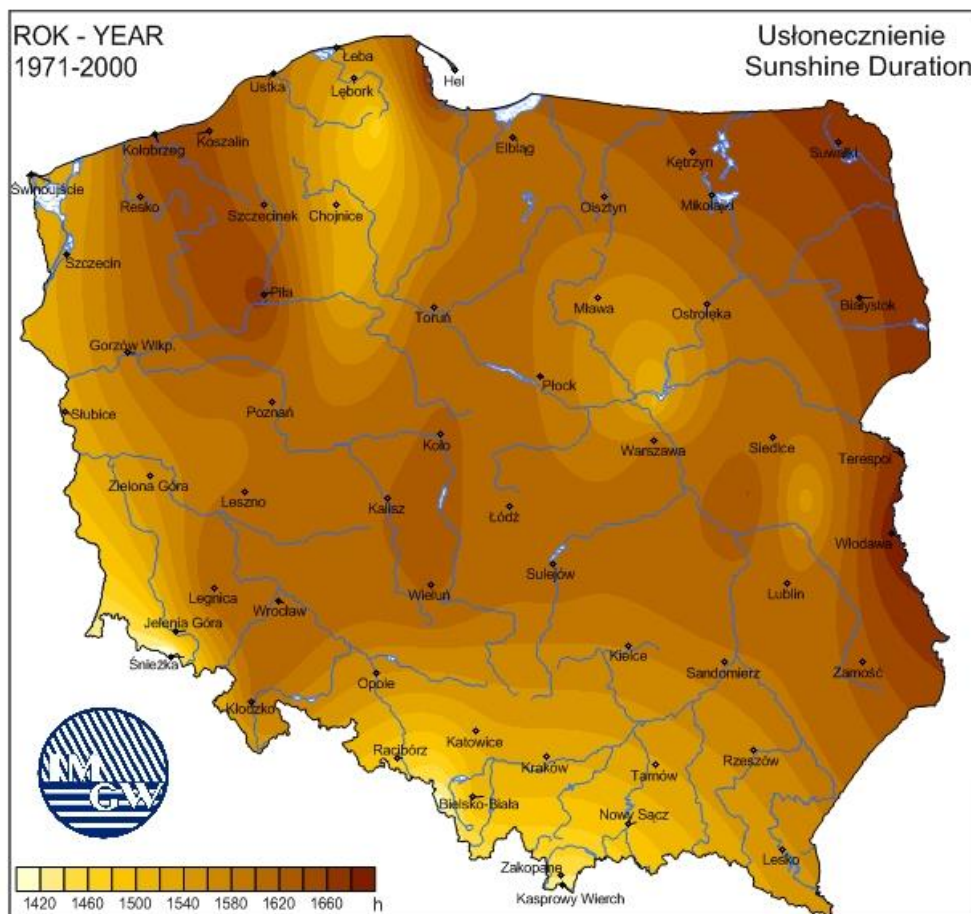 ROK - YEAR
1971-2000
Usłonecznienie
Sunshine Duration
Łeba
Ustka
Lębork
Hel
Kołobrzeg
Koszalin
Elbląg
Kętrzyn
Suwałki
Świnoujście
Resko
Szczecinek
Chojnice
Olsztyn
Mikołajki
Szczecin
Piła
Toruń
Mława
Ostrołęka
Białystok
Gorzów Wlkp.
Płock
Słubice
Poznań
Koło
Warszawa
Siedlce
Terespol
Zielona Góra
Leszno
Kalisz
Łódź
Włodawa
Sulejów
Legnica
Wrocław
Wieluń
Lublin
Jelenia Góra
Śnieżka
Kielce
Sandomierz
Zamość
Opole
Kłodzko
Katowice
Racibórz
Kraków
Tarnów
Rzeszów
Bielsko-Biała
Nowy Sącz
Lesko
Zakopane
Kasprowy Wierch
IM
GW
1420 1460 1500 1540 1580 1620 1660 h